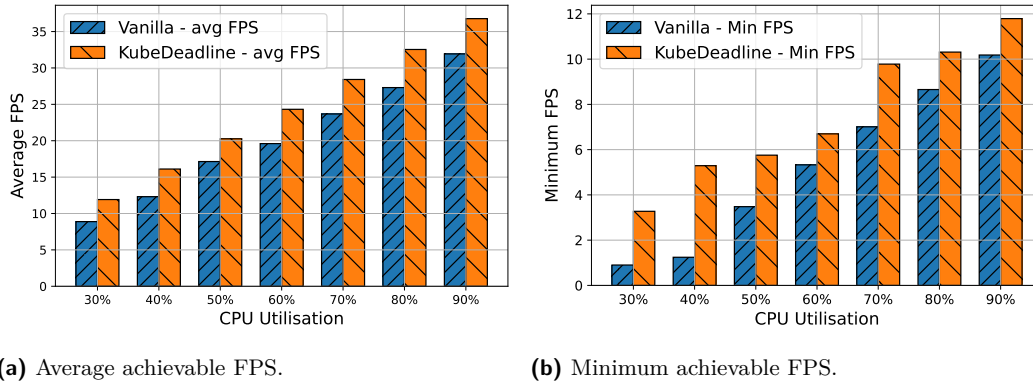 Vanilla - avg FPS
KubeDeadline - avg FPS
Average FPS
35
30
25
20
15
10
5
0
30% 40% 50% 60% 70% 80% 90%
CPU Utilisation
(a) Average achievable FPS.
Vanilla - Min FPS
KubeDeadline - Min FPS
Minimum FPS
12
10
8
6
4
2
0
30% 40% 50% 60% 70% 80% 90%
CPU Utilisation
(b) Minimum achievable FPS.